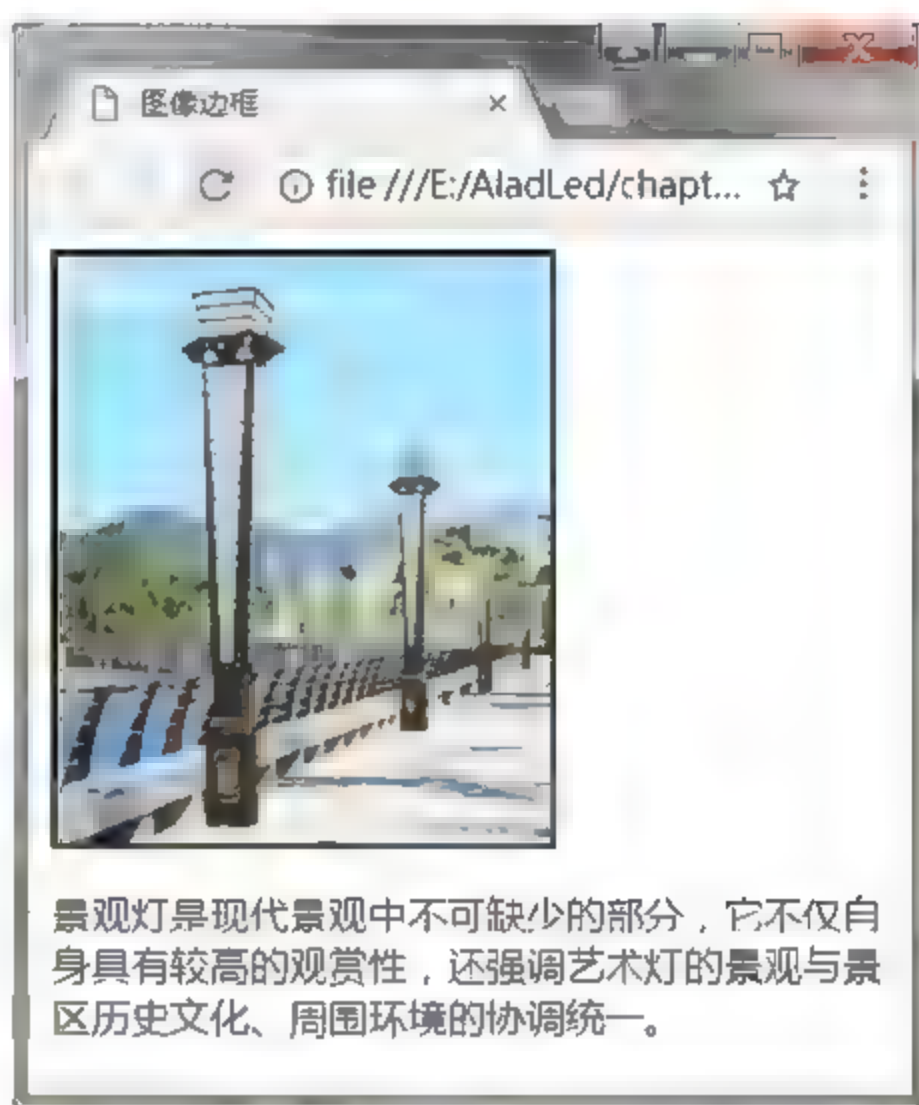 图像边框
file:///E:/AladLed/chapt...
景观灯是现代景观中不可缺少的部分，它不仅自
身具有较高的观赏性，还强调艺术灯的景观与景
区历史文化、周围环境的协调统一。